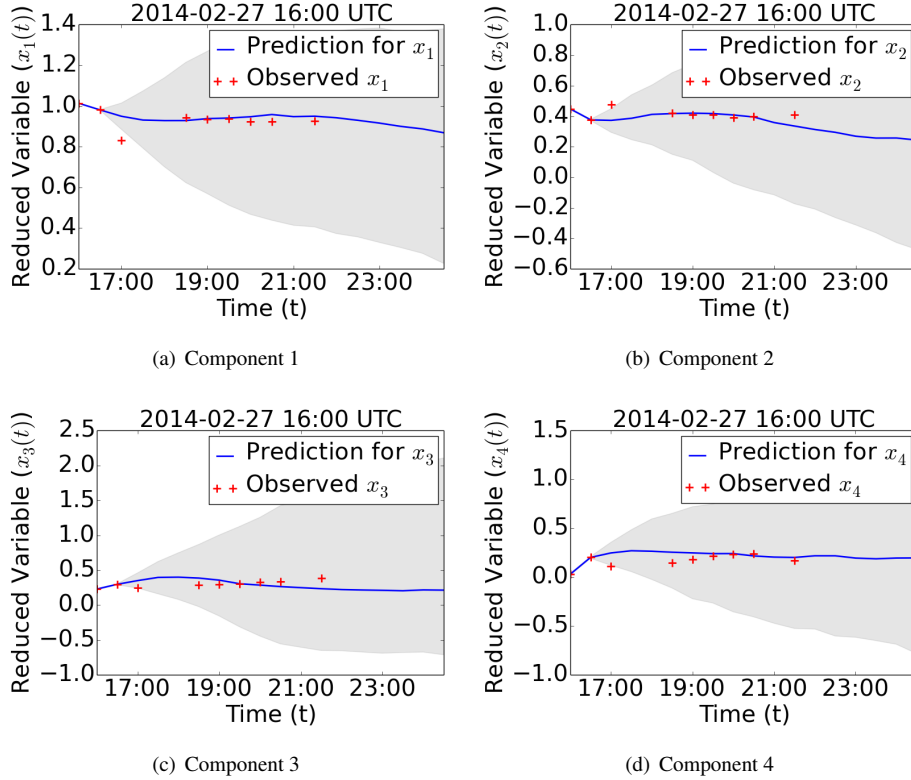 2014-02-27 16:00 UTC
Reduced Variable (x₁(t))
1.4
1.2
1.0
0.8
0.6
0.4
0.2
Prediction for x₁
Observed x₁
17:00 19:00 21:00 23:00
Time (t)
(a) Component 1
2014-02-27 16:00 UTC
Reduced Variable (x₂(t))
1.0
0.8
0.6
0.4
0.2
0.0
−0.2
−0.4
−0.6
Prediction for x₂
Observed x₂
17:00 19:00 21:00 23:00
Time (t)
(b) Component 2
2014-02-27 16:00 UTC
Reduced Variable (x₃(t))
2.5
2.0
1.5
1.0
0.5
0.0
−0.5
−1.0
Prediction for x₃
Observed x₃
17:00 19:00 21:00 23:00
Time (t)
(c) Component 3
2014-02-27 16:00 UTC
Reduced Variable (x₄(t))
1.5
1.0
0.5
0.0
−0.5
−1.0
Prediction for x₄
Observed x₄
17:00 19:00 21:00 23:00
Time (t)
(d) Component 4